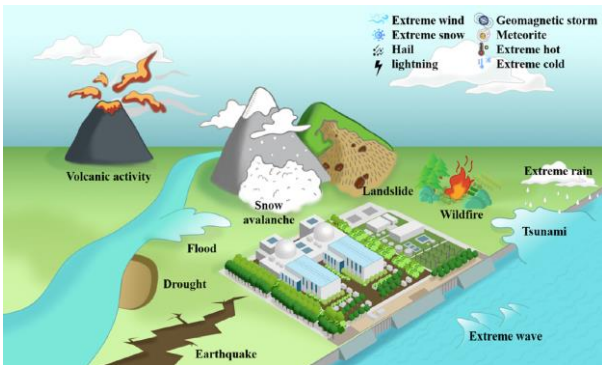 Extreme wind
Geomagnetic storm
Extreme snow
Meteorite
Hail
Extreme hot
lightning
Extreme cold
Volcanic activity
Snow
avalanche
Landslide
Wildfire
Extreme rain
Tsunami
Flood
Drought
Earthquake
Extreme wave